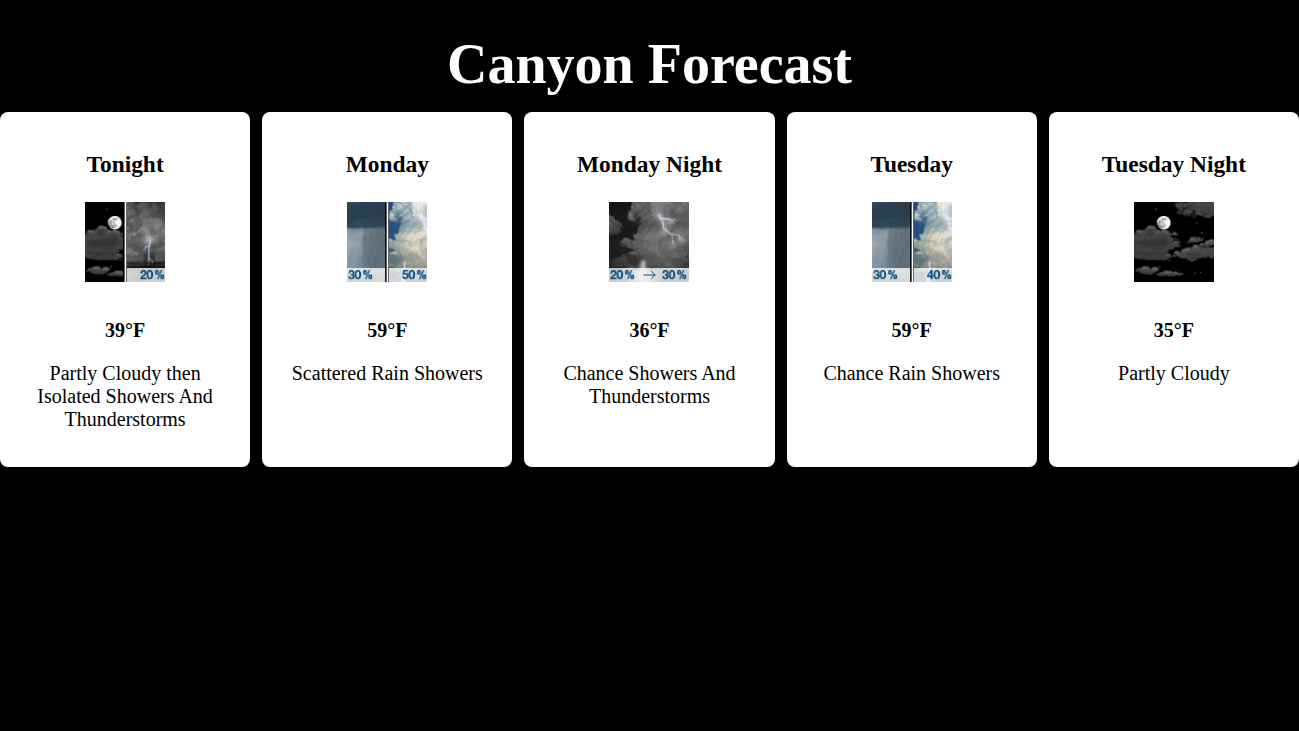 Canyon Forecast
Tonight
20%
39°F
Partly Cloudy then
Isolated Showers And
Thunderstorms
Monday
30% 50%
59°F
Scattered Rain Showers
Monday Night
20% → 30%
36°F
Chance Showers And
Thunderstorms
Tuesday
30% 40%
59°F
Chance Rain Showers
Tuesday Night
35°F
Partly Cloudy